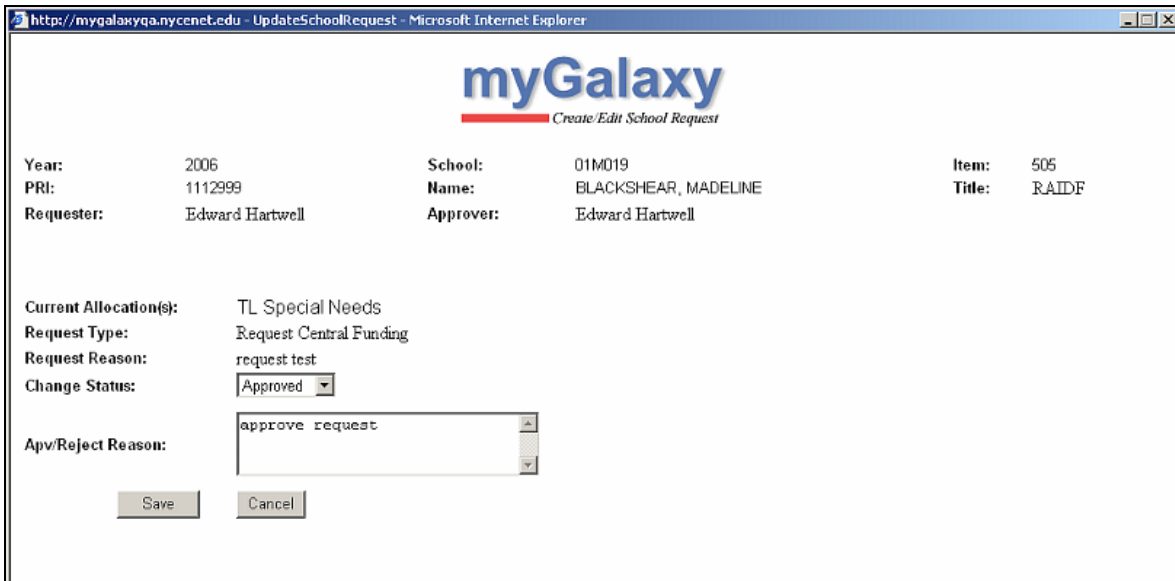 http://mygalaxyqa.nycenet.edu - UpdateSchoolRequest - Microsoft Internet Explorer
myGalaxy
Create/Edit School Request
Year: 2006 School: 01M019 Item: 505
PRI: 1112999 Name: BLACKSHEAR, MADELINE Title: RAIDF
Requester: Edward Hartwell Approver: Edward Hartwell
Current Allocation(s): TL Special Needs
Request Type: Request Central Funding
Request Reason: request test
Change Status: Approved
Apv/Reject Reason: approve request
Save Cancel